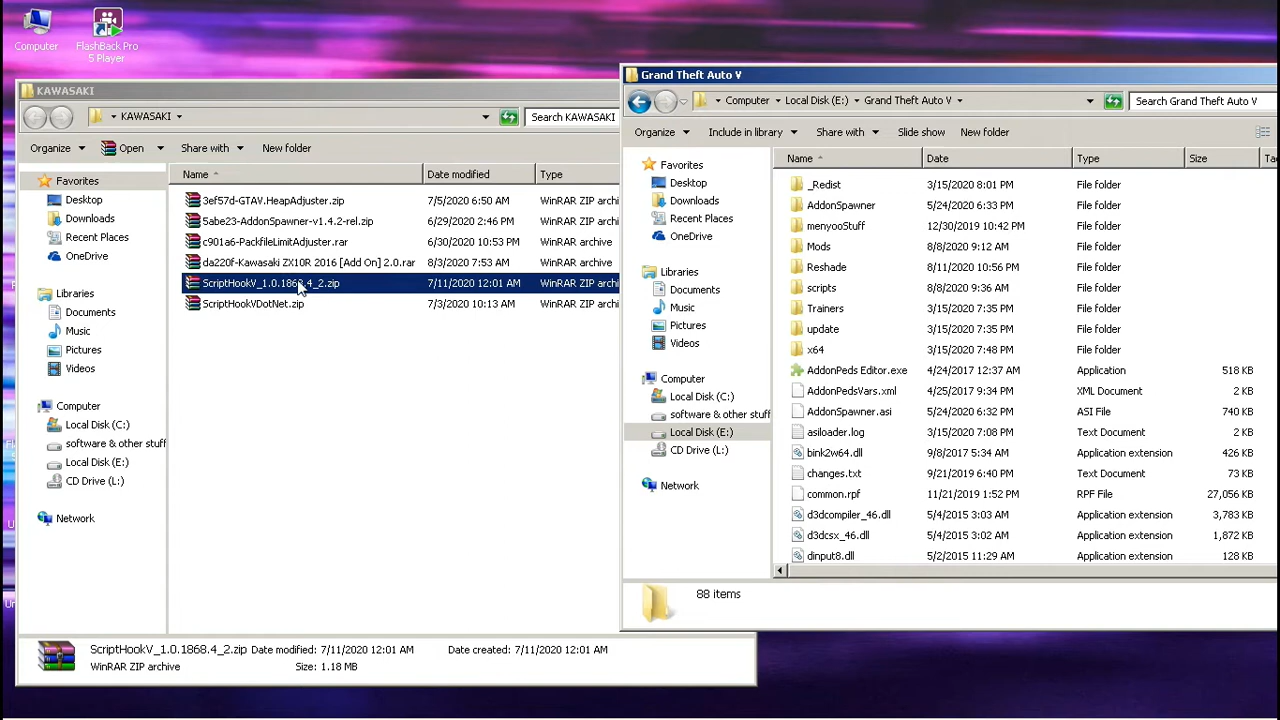 Computer
FlashBack Pro
5 Player
KAWASAKI
KAWASAKI
Search KAWASAKI
Organize
Open
Share with
New folder
Name
Date modified
Type
Favorites
Desktop
Downloads
Recent Places
OneDrive
Libraries
Documents
Music
Pictures
Videos
Computer
Local Disk (C:)
software & other stuff
Local Disk (E:)
CD Drive (L:)
Network
3ef57d-GTAV.HeapAdjuster.zip 7/5/2020 6:50 AM WinRAR ZIP archi
5abe23-AddonSpawner-v1.4.2-rel.zip 6/29/2020 2:46 PM WinRAR ZIP archi
c901a6-PackfileLimitAdjuster.rar 6/30/2020 10:53 PM WinRAR archive
da220f-Kawasaki ZX10R 2016 [Add On] 2.0.rar 8/3/2020 7:53 AM WinRAR archive
ScriptHookV_1.0.1868.4_2.zip 7/11/2020 12:01 AM WinRAR ZIP archi
ScriptHookVDotNet.zip 7/3/2020 10:13 AM WinRAR ZIP archi
ScriptHookV_1.0.1868.4_2.zip Date modified: 7/11/2020 12:01 AM Date created: 7/11/2020 12:01 AM
WinRAR ZIP archive Size: 1.18 MB
Grand Theft Auto V
Computer Local Disk (E:) Grand Theft Auto V
Search Grand Theft Auto V
Organize
Include in library
Share with
Slide show
New folder
Name
Date
Type
Size
Ta
Favorites
Desktop
Downloads
Recent Places
OneDrive
Libraries
Documents
Music
Pictures
Videos
Computer
Local Disk (C:)
software & other stuff
Local Disk (E:)
CD Drive (L:)
Network
_Redist 3/15/2020 8:01 PM File folder
AddonSpawner 5/24/2020 6:33 PM File folder
menyooStuff 12/30/2019 10:42 PM File folder
Mods 8/8/2020 9:12 AM File folder
Reshade 8/11/2020 10:56 PM File folder
scripts 8/8/2020 9:36 AM File folder
Trainers 3/15/2020 7:35 PM File folder
update 3/15/2020 7:35 PM File folder
x64 3/15/2020 7:48 PM File folder
AddonPeds Editor.exe 4/24/2017 12:37 AM Application 518 KB
AddonPedsVars.xml 4/25/2017 9:34 PM XML Document 2 KB
AddonSpawner.asi 5/24/2020 6:32 PM ASI File 740 KB
asiloader.log 3/15/2020 7:08 PM Text Document 2 KB
bink2w64.dll 9/8/2017 5:34 AM Application extension 426 KB
changes.txt 9/21/2019 6:40 PM Text Document 73 KB
common.rpf 11/21/2019 1:52 PM RPF File 27,056 KB
d3dcompiler_46.dll 5/4/2015 3:03 AM Application extension 3,783 KB
d3dcsx_46.dll 5/4/2015 3:02 AM Application extension 1,872 KB
dinput8.dll 5/2/2015 11:29 AM Application extension 128 KB
88 items